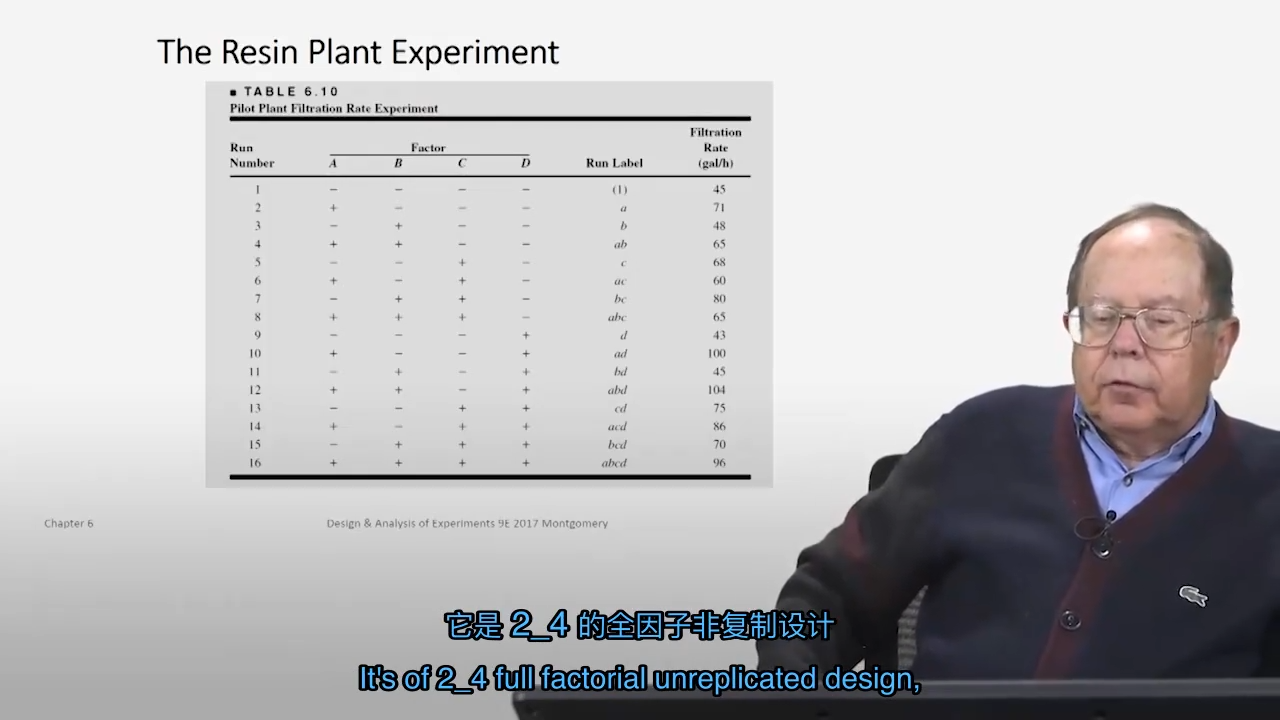 The Resin Plant Experiment
■ TABLE 6.10
Pilot Plant Filtration Rate Experiment
Run Number Factor Run Label Filtration Rate (gal/h)
A B C D
1 − − − − (1) 45
2 + − − − a 71
3 − + − − b 48
4 + + − − ab 65
5 − − + − c 68
6 + − + − ac 60
7 − + + − bc 80
8 + + + − abc 65
9 − − − + d 43
10 + − − + ad 100
11 − + − + bd 45
12 + + − + abd 104
13 − − + + cd 75
14 + − + + acd 86
15 − + + + bcd 70
16 + + + + abcd 96
Chapter 6 Design & Analysis of Experiments 9E 2017 Montgomery
它是 2_4 的全因子非复制设计
It's of 2_4 full factorial unreplicated design,